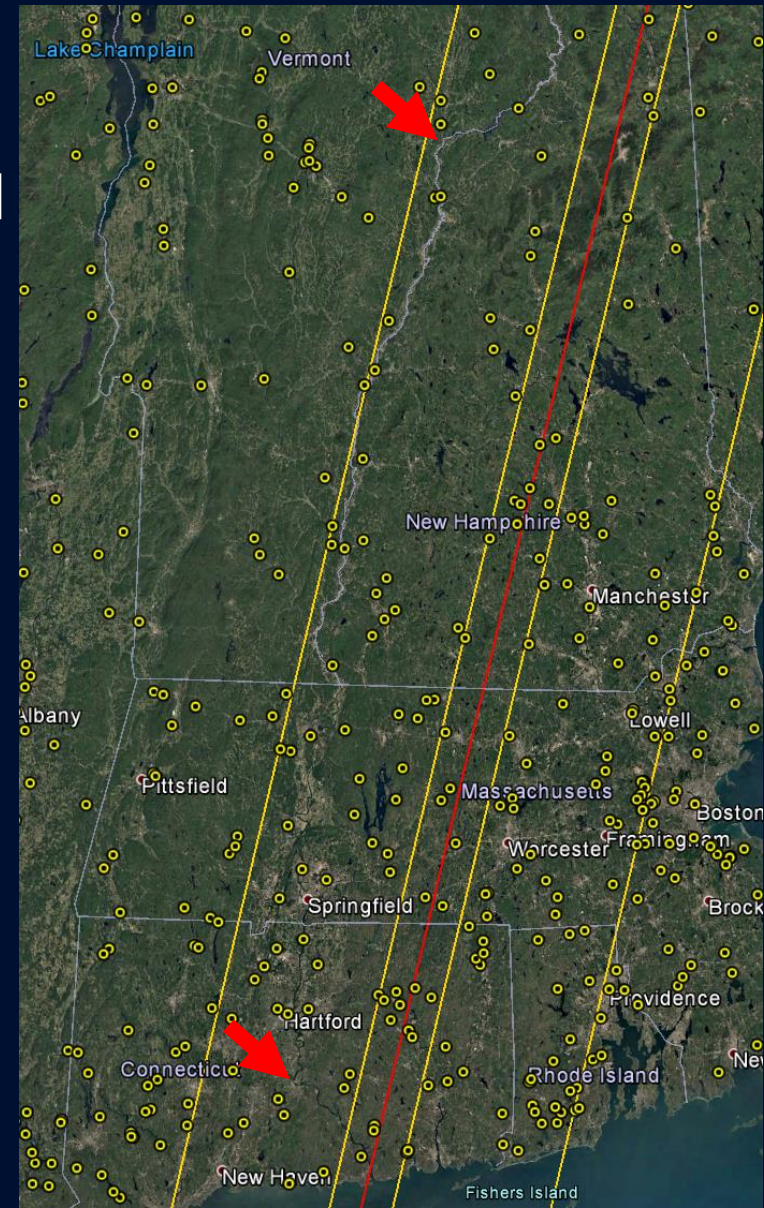 Lake Champlain
Vermont
New Hampshire
Manchester
Albany
Lowell
Pittsfield
Massachusetts
Boston
Worcester
Framingham
Springfield
Brock
Hartford
Providence
Connecticut
Rhode Island
Ne
New Haven
Fishers Island